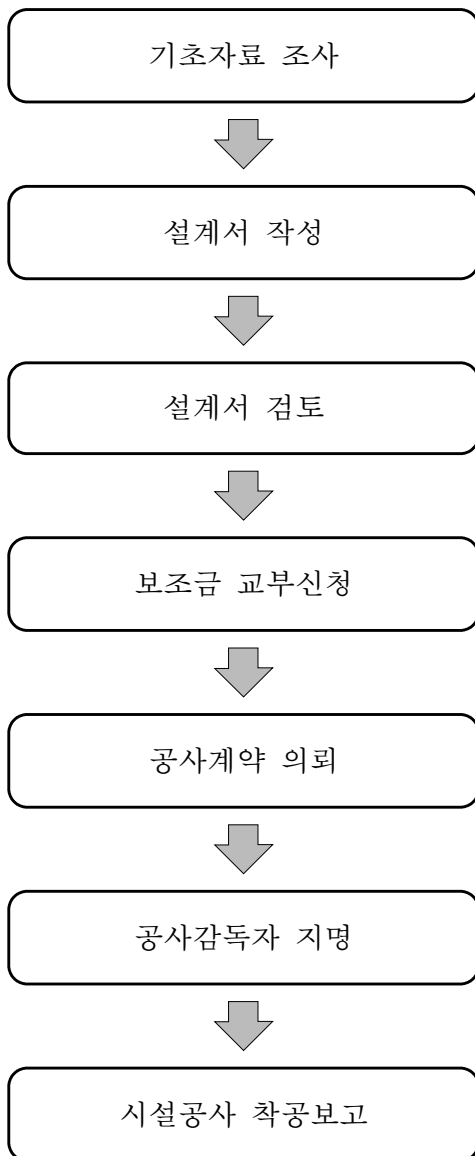 기초자료 조사
설계서 작성
설계서 검토
보조금 교부신청
공사계약 의뢰
공사감독자 지명
시설공사 착공보고